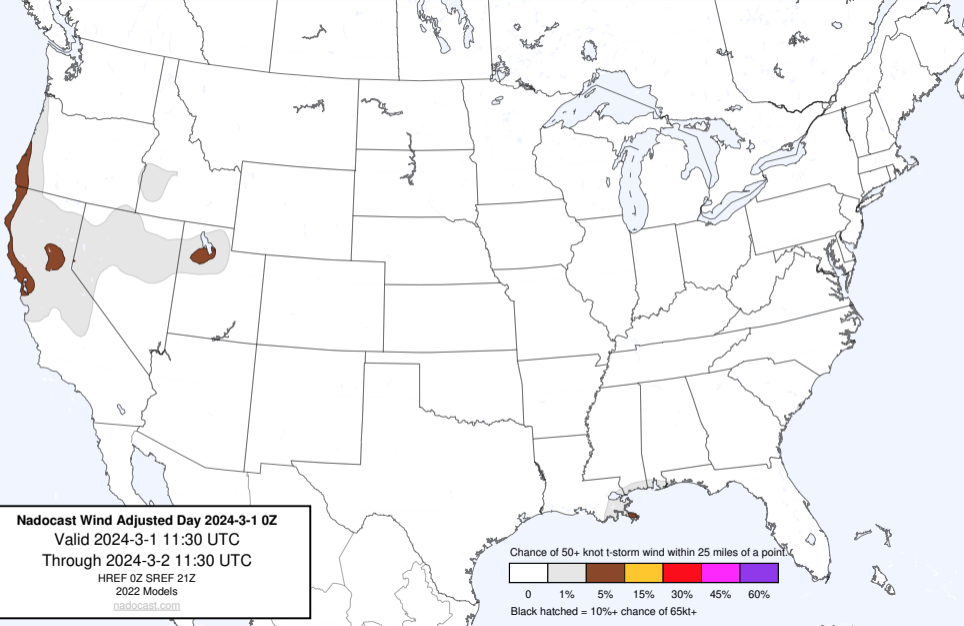 Nadocast Wind Adjusted Day 2024-3-1 0Z
Valid 2024-3-1 11:30 UTC
Through 2024-3-2 11:30 UTC
HREF 0Z SREF 21Z
2022 Models
nadocast.com
Chance of 50+ knot t-storm wind within 25 miles of a point.
0 1% 5% 15% 30% 45% 60%
Black hatched = 10%+ chance of 65kt+